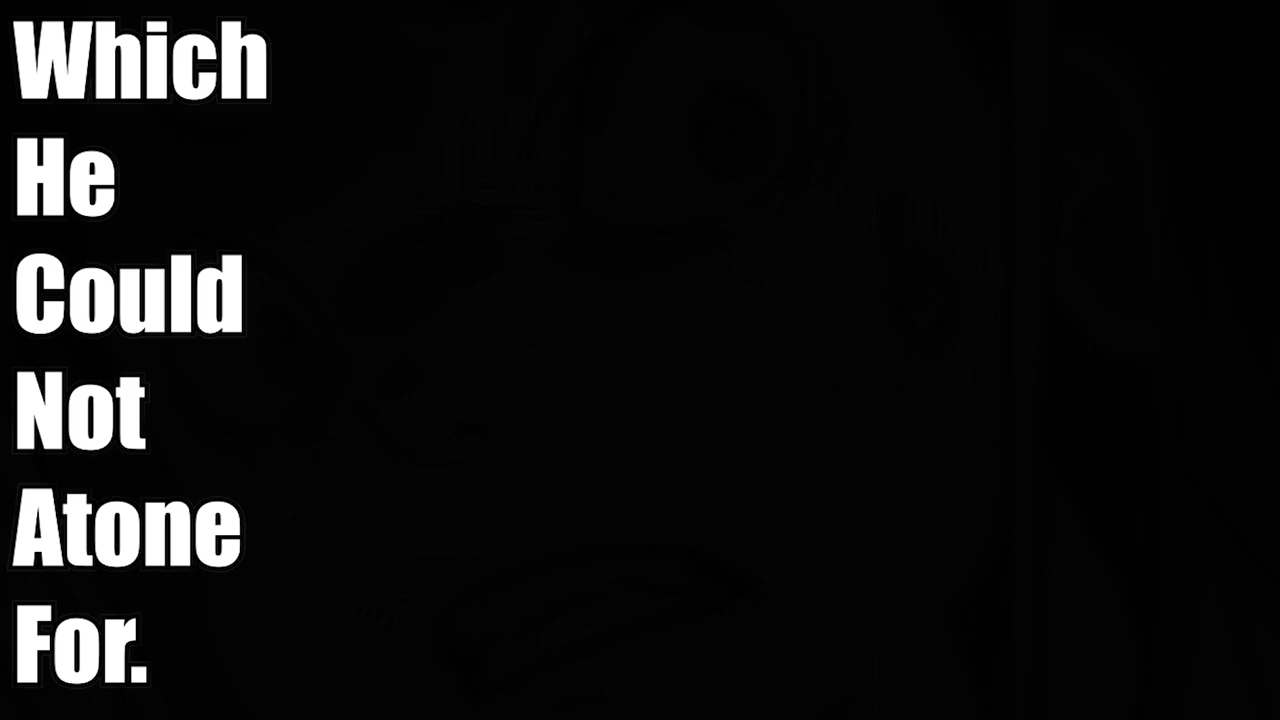 Which
He
Could
Not
Atone
For.